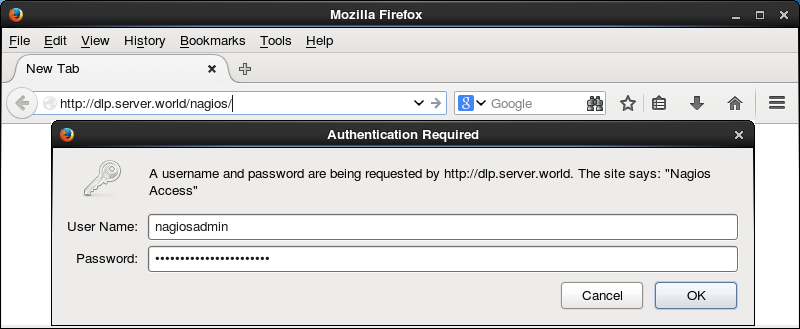 Mozilla Firefox
File Edit View History Bookmarks Tools Help
New Tab
http://dlp.server.world/nagios/
Google
Authentication Required
A username and password are being requested by http://dlp.server.world. The site says: "Nagios
Access"
User Name: nagiosadmin
Password: •••••••••••••••••••••••
Cancel OK